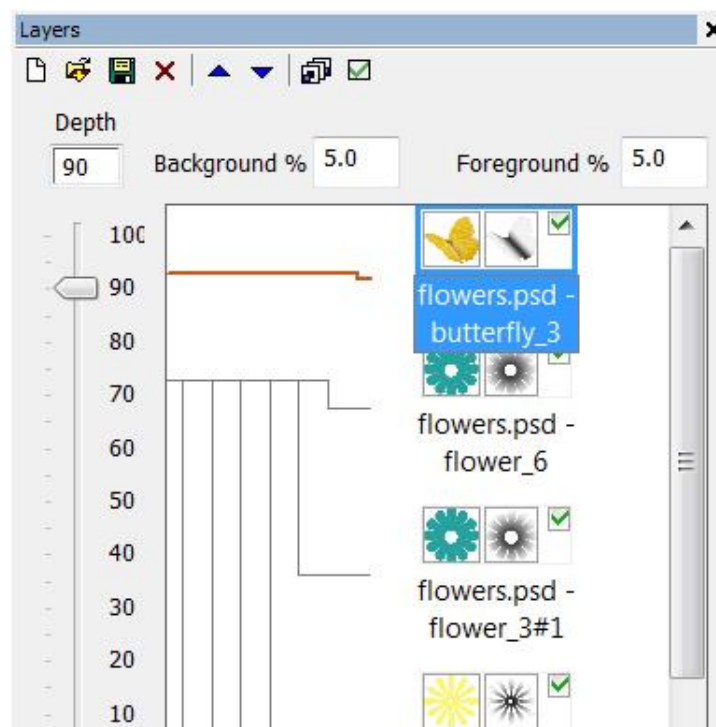 Layers
Depth
90
Background % 5.0
Foreground % 5.0
100
90
80
70
60
50
40
30
20
10
flowers.psd -
butterfly_3
flowers.psd -
flower_6
flowers.psd -
flower_3#1